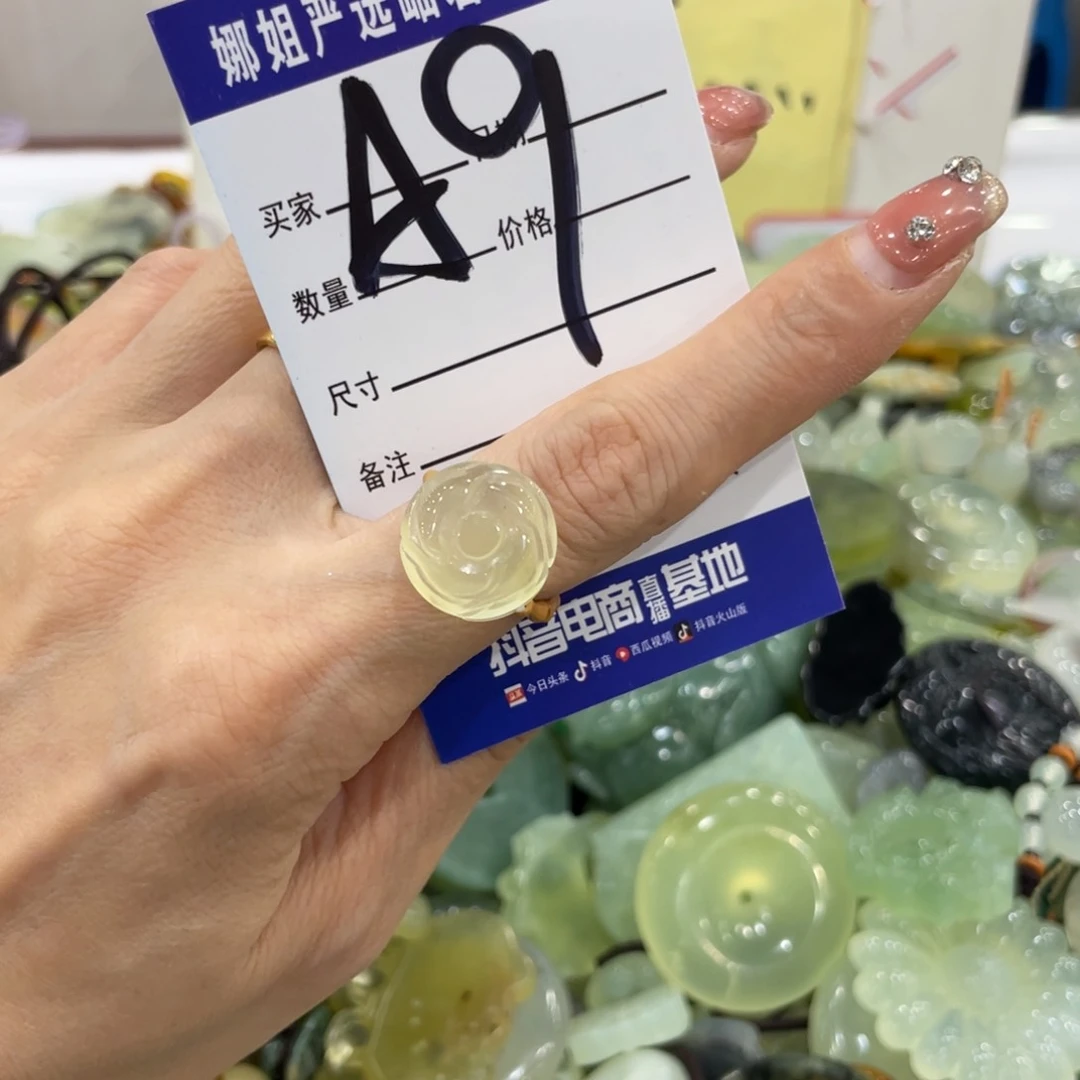 娜姐严选岫岩
A9
买家
价格
数量
尺寸
备注
抖音电商直播基地
今日头条 抖音 西瓜视频 抖音火山版